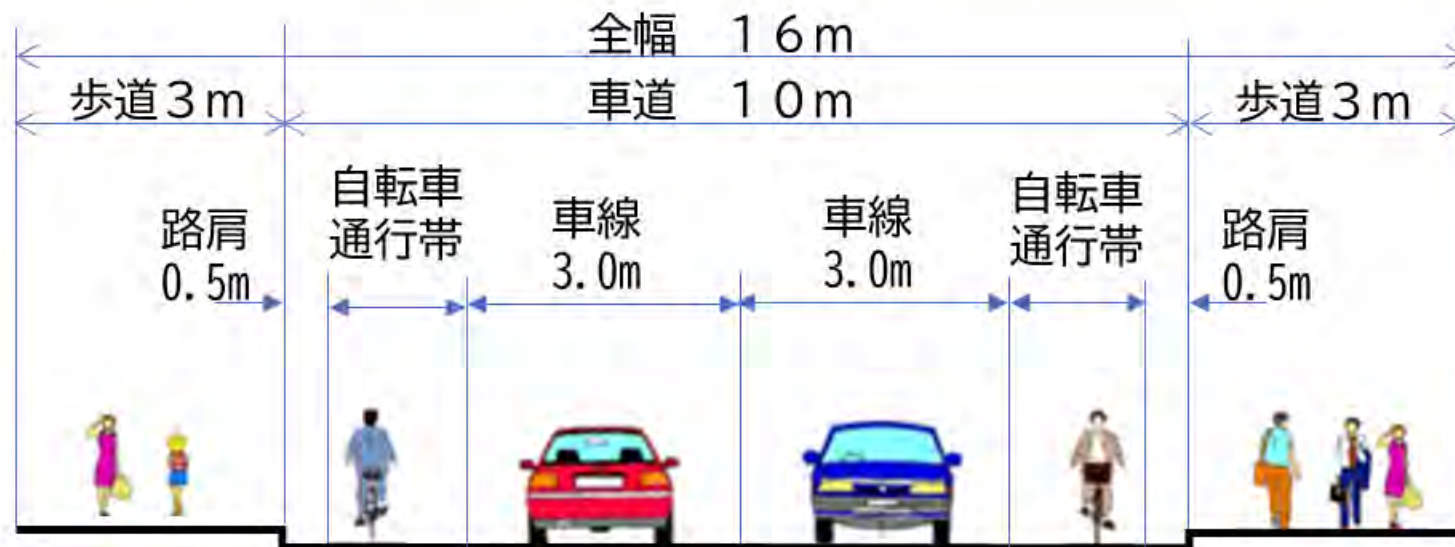 全幅　１６ｍ
歩道３ｍ
車道　１０ｍ
歩道３ｍ
路肩
0.5m
自転車
通行帯
車線
3.0m
車線
3.0m
自転車
通行帯
路肩
0.5m